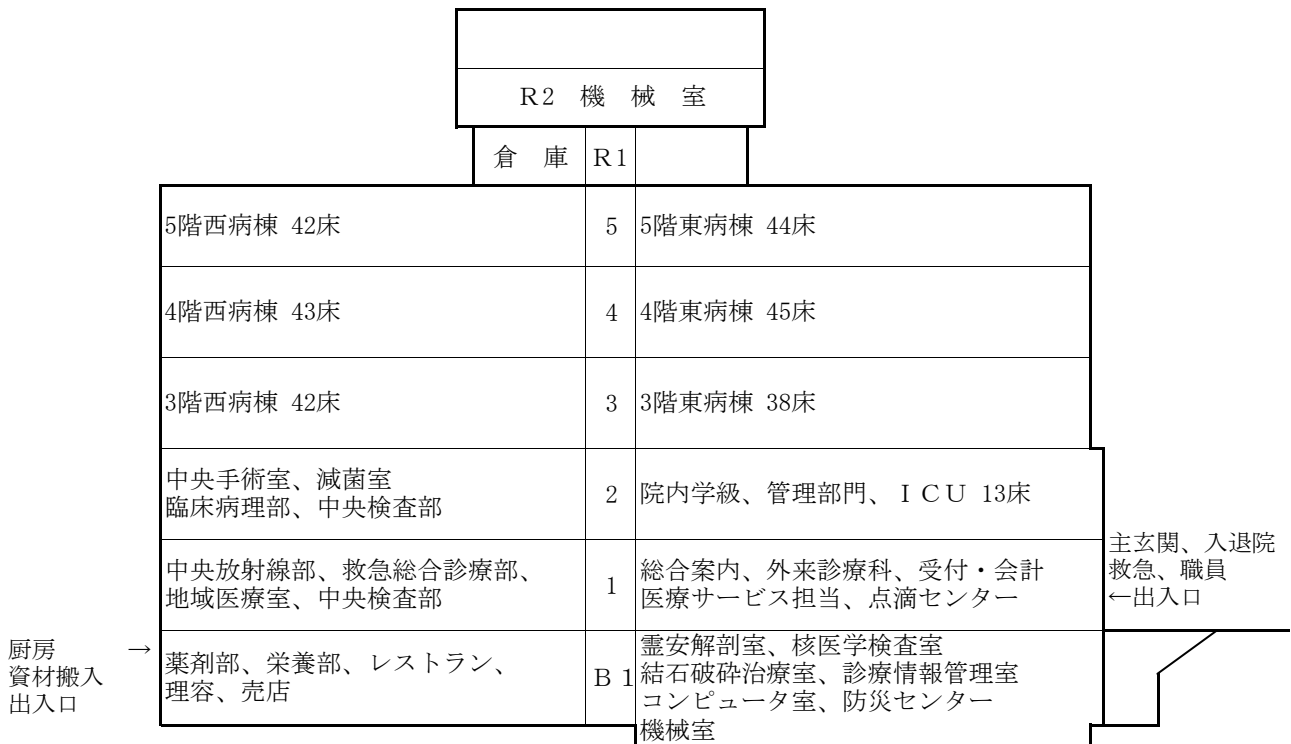 R2 機 械 室
倉 庫 R1
5階西病棟 42床 5 5階東病棟 44床
4階西病棟 43床 4 4階東病棟 45床
3階西病棟 42床 3 3階東病棟 38床
中央手術室、減菌室
臨床病理部、中央検査部
2 院内学級、管理部門、ＩＣＵ 13床
中央放射線部、救急総合診療部、
地域医療室、中央検査部
1
総合案内、外来診療科、受付・会計
医療サービス担当、点滴センター
主玄関、入退院
救急、職員
←出入口
厨房 →
資材搬入
出入口
薬剤部、栄養部、レストラン、
理容、売店
B1
霊安解剖室、核医学検査室
結石破砕治療室、診療情報管理室
コンピュータ室、防災センター
機械室